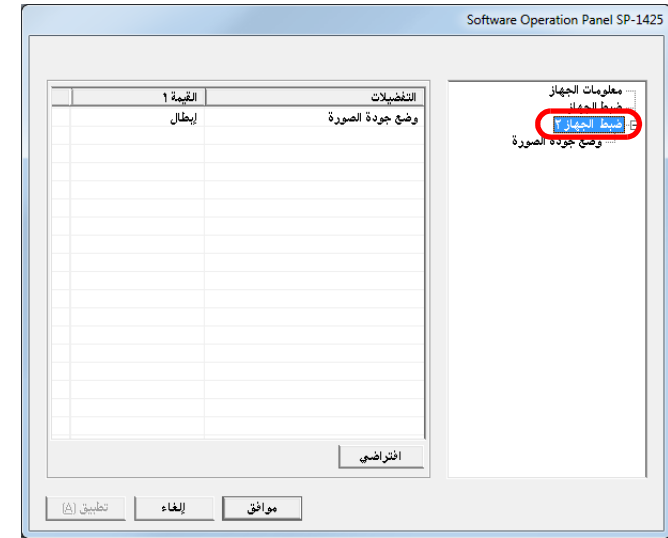 Software Operation Panel SP-1425
معلومات الجهاز
ضبط الجهاز
ضبط الجهاز ٢
وضع جودة الصورة
التفضيلات القيمة ١
وضع جودة الصورة إبطال
افتراضي
موافق إلغاء تطبيق (A)